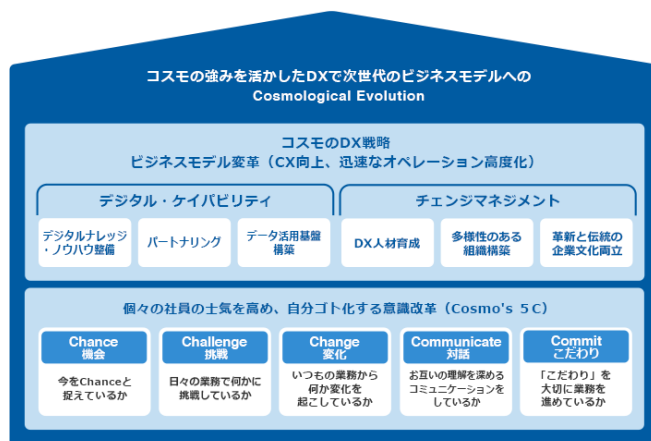 コスモの強みを活かしたDXで次世代のビジネスモデルへの
Cosmological Evolution
コスモのDX戦略
ビジネスモデル変革（CX向上、迅速なオペレーション高度化）
デジタル・ケイパビリティ
チェンジマネジメント
デジタルナレッジ
・ノウハウ整備
パートナリング
データ活用基盤
構築
DX人材育成
多様性のある
組織構築
革新と伝統の
企業文化両立
個々の社員の士気を高め、自分ゴト化する意識改革（Cosmo's 5C）
Chance
機会
今をChanceと
捉えているか
Challenge
挑戦
日々の業務で何かに
挑戦しているか
Change
変化
いつもの業務から
何か変化を
起こしているか
Communicate
対話
お互いの理解を深める
コミュニケーションを
しているか
Commit
こだわり
「こだわり」を
大切に業務を
進めているか